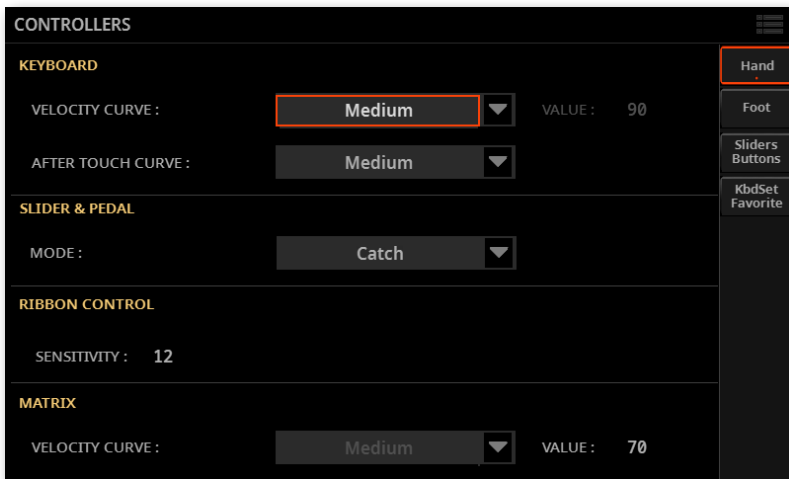 CONTROLLERS
KEYBOARD
VELOCITY CURVE : Medium VALUE : 90
AFTER TOUCH CURVE : Medium
SLIDER & PEDAL
MODE : Catch
RIBBON CONTROL
SENSITIVITY : 12
MATRIX
VELOCITY CURVE : Medium VALUE : 70
Hand
Foot
Sliders
Buttons
KbdSet
Favorite